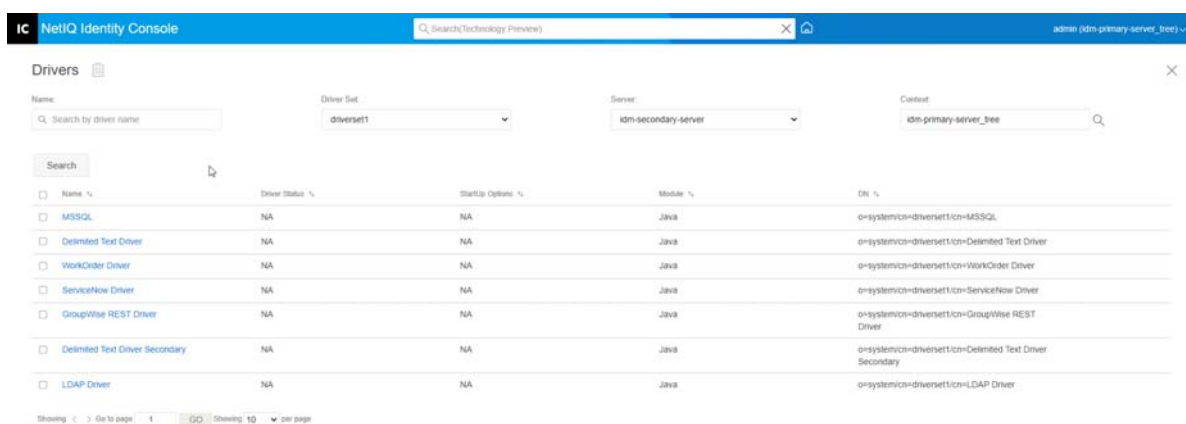 IC NetIQ Identity Console Search(Technology Preview) admin (idm-primary-server_tree)
Drivers
Name: Driver Set: Server: Context:
Search by driver name driverset1 idm-secondary-server idm-primary-server_tree
Search
Name Driver Status StartUp Options Module DN
MSSQL NA NA Java o=system/cn=driverset1/cn=MSSQL
Delimited Text Driver NA NA Java o=system/cn=driverset1/cn=Delimited Text Driver
WorkOrder Driver NA NA Java o=system/cn=driverset1/cn=WorkOrder Driver
ServiceNow Driver NA NA Java o=system/cn=driverset1/cn=ServiceNow Driver
GroupWise REST Driver NA NA Java o=system/cn=driverset1/cn=GroupWise REST
Driver
Delimited Text Driver Secondary NA NA Java o=system/cn=driverset1/cn=Delimited Text Driver
Secondary
LDAP Driver NA NA Java o=system/cn=driverset1/cn=LDAP Driver
Showing < > Go to page 1 GO Showing 10 per page